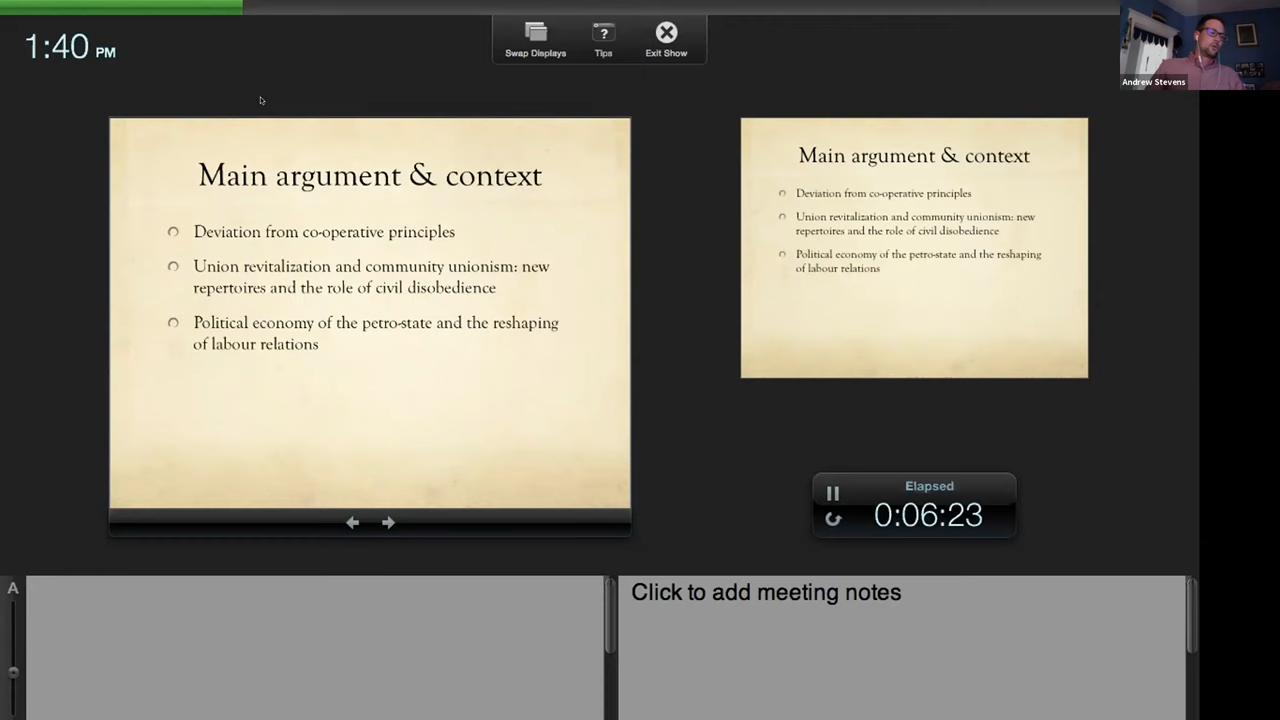 1:40 PM
Swap Displays
Tips
Exit Show
Andrew Stevens
Main argument & context
Deviation from co-operative principles
Union revitalization and community unionism: new
repertoires and the role of civil disobedience
Political economy of the petro-state and the reshaping
of labour relations
Main argument & context
Deviation from co-operative principles
Union revitalization and community unionism: new
repertoires and the role of civil disobedience
Political economy of the petro-state and the reshaping
of labour relations
Elapsed
0:06:23
A
Click to add meeting notes